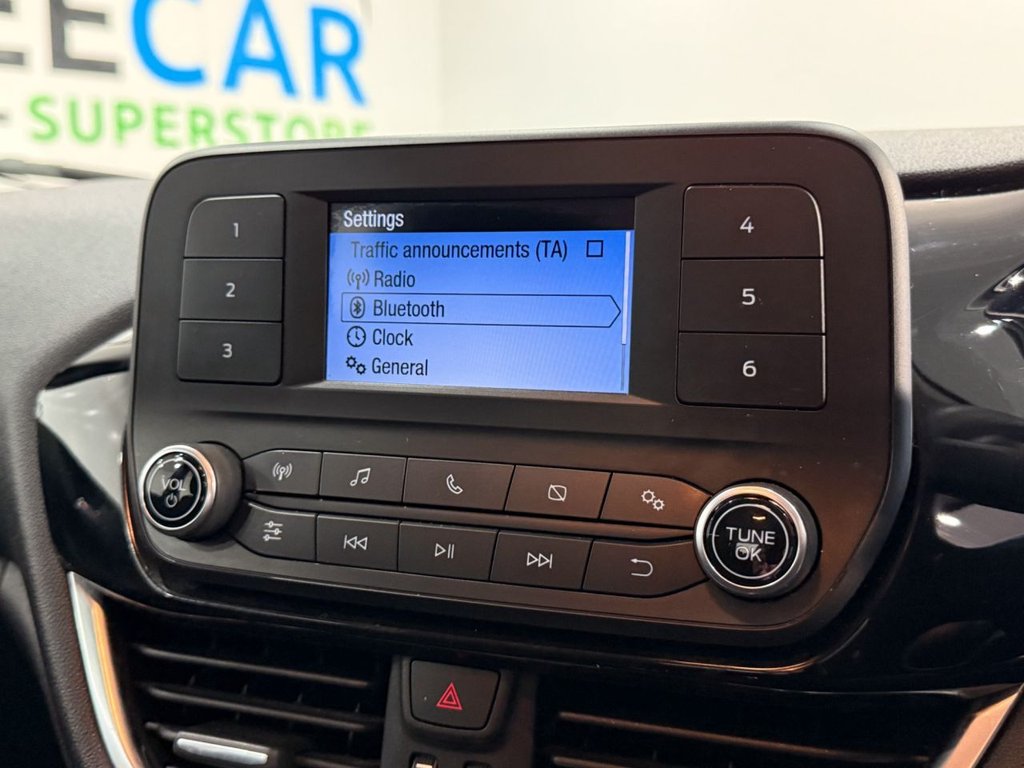 EECAR
SUPERSTORE
Settings
Traffic announcements (TA)
Radio
Bluetooth
Clock
General
1
2
3
4
5
6
VOL
TUNE
OK